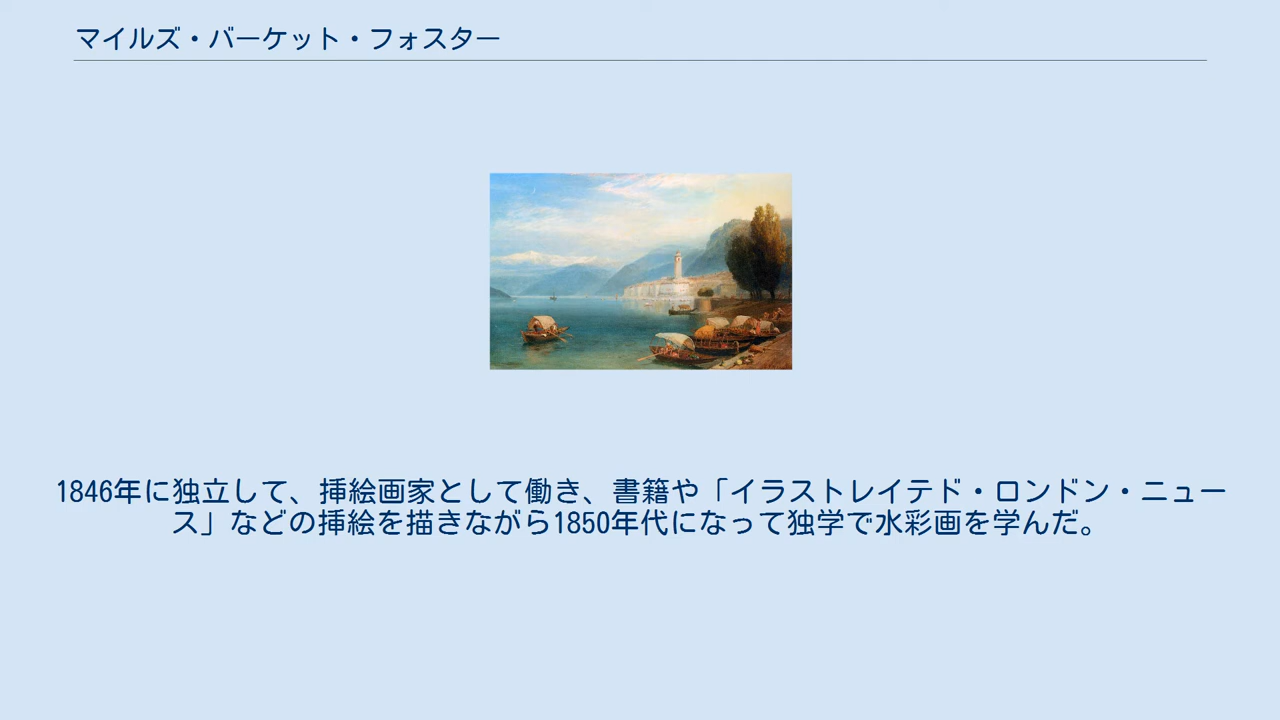 マイルズ・バーケット・フォスター
1846年に独立して、挿絵画家として働き、書籍や「イラストレイテド・ロンドン・ニュー
ス」などの挿絵を描きながら1850年代になって独学で水彩画を学んだ。